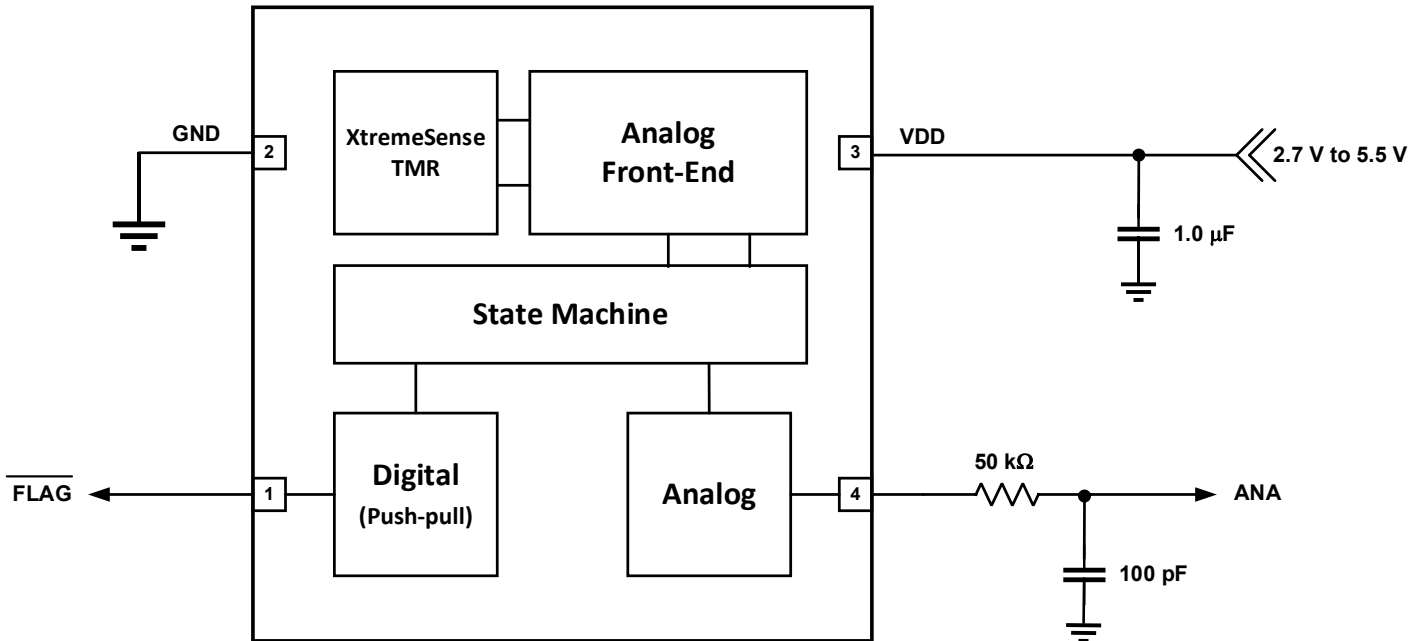 XtremeSense
TMR
Analog
Front-End
GND
2
3
VDD
2.7 V to 5.5 V
1.0 μF
State Machine
FLAG
1
Digital
(Push-pull)
Analog
4
50 kΩ
ANA
100 pF